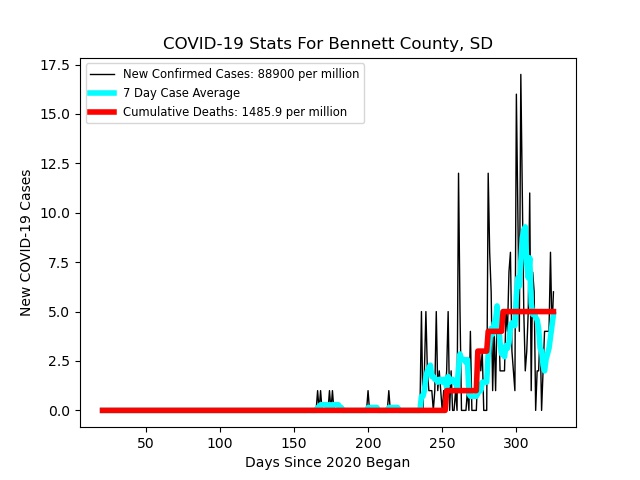 COVID-19 Stats For Bennett County, SD
New Confirmed Cases: 88900 per million
7 Day Case Average
Cumulative Deaths: 1485.9 per million
New COVID-19 Cases
17.5
15.0
12.5
10.0
7.5
5.0
2.5
0.0
50 100 150 200 250 300
Days Since 2020 Began